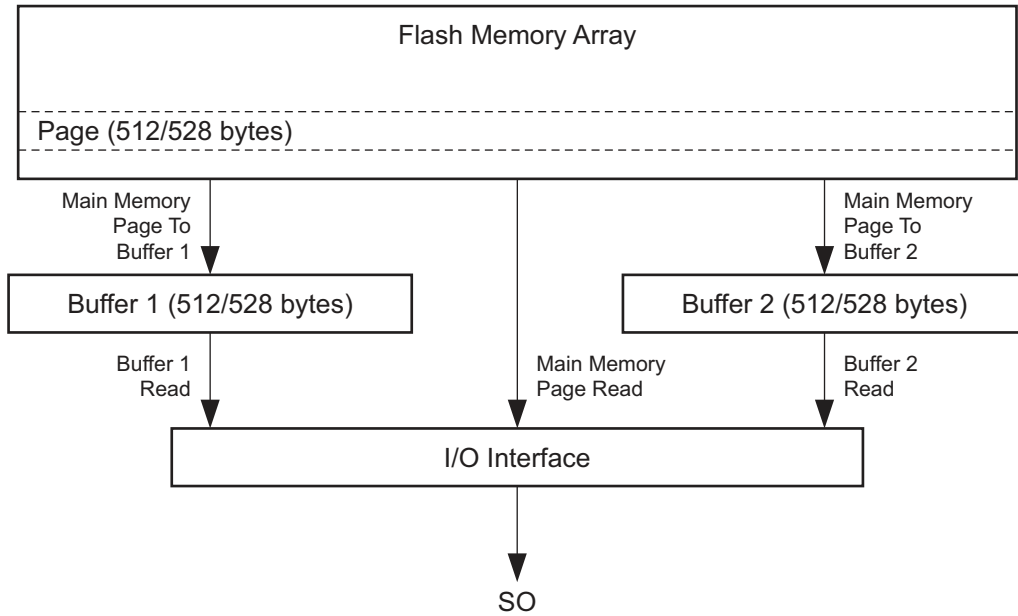 Flash Memory Array
Page (512/528 bytes)
Main Memory
Page To
Buffer 1
Main Memory
Page To
Buffer 2
Buffer 1 (512/528 bytes)
Buffer 2 (512/528 bytes)
Buffer 1
Read
Main Memory
Page Read
Buffer 2
Read
I/O Interface
SO